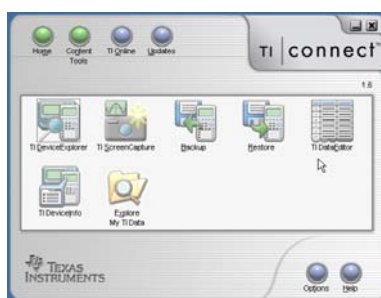 Home Content Tools TI Online Updates
TI connect™
1.6
TI DeviceExplorer TI ScreenCapture Backup Restore TI DataEditor
TI DeviceInfo Explore My TI Data
TEXAS INSTRUMENTS
Options Help